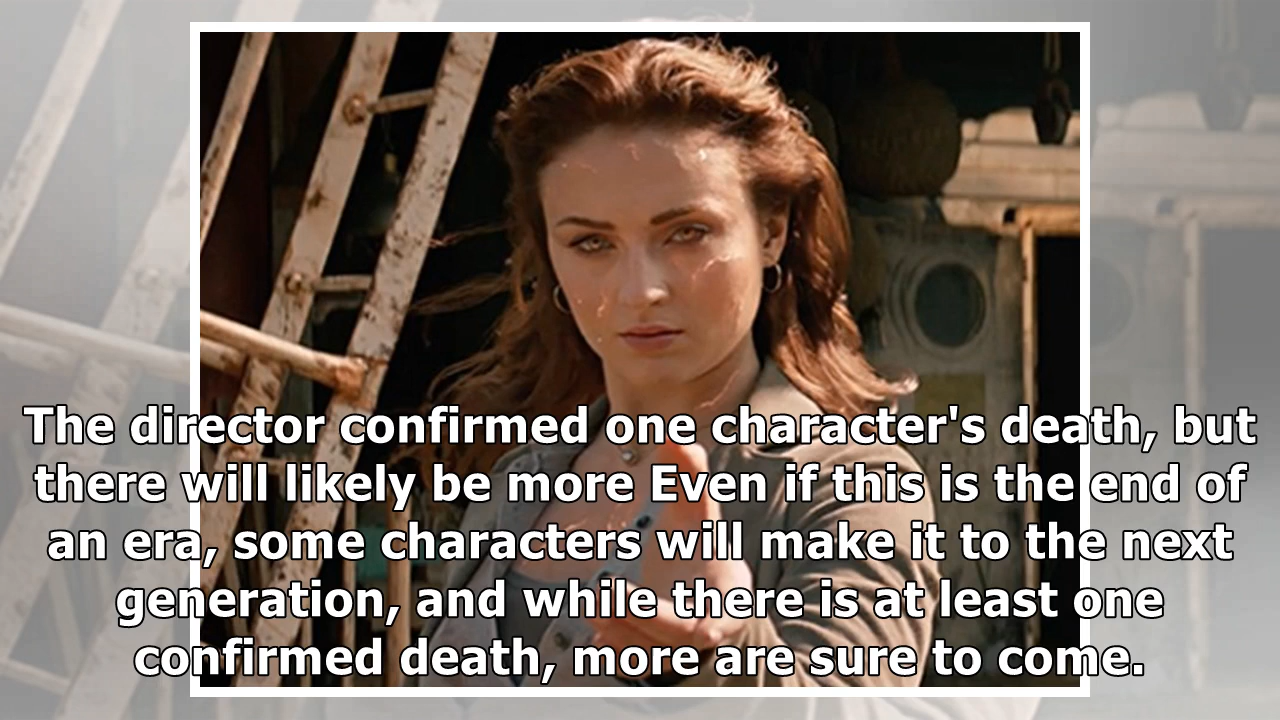 The director confirmed one character's death, but
there will likely be more Even if this is the end of
an era, some characters will make it to the next
generation, and while there is at least one
confirmed death, more are sure to come.